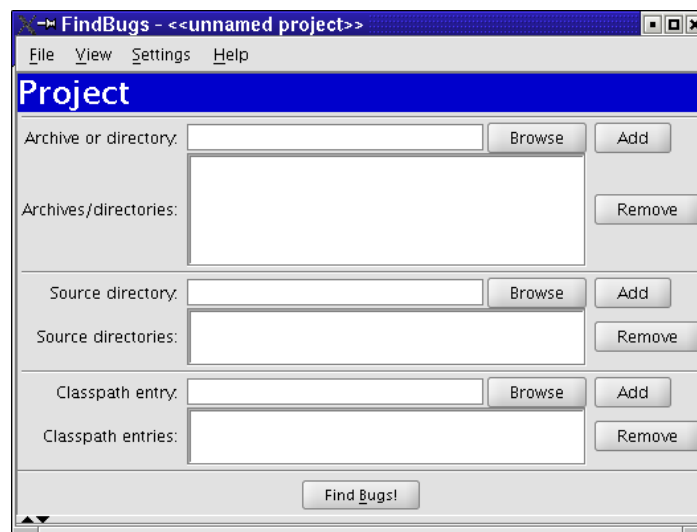 FindBugs - <<unnamed project>>
File View Settings Help
Project
Archive or directory: Browse Add
Archives/directories: Remove
Source directory: Browse Add
Source directories: Remove
Classpath entry: Browse Add
Classpath entries: Remove
Find Bugs!